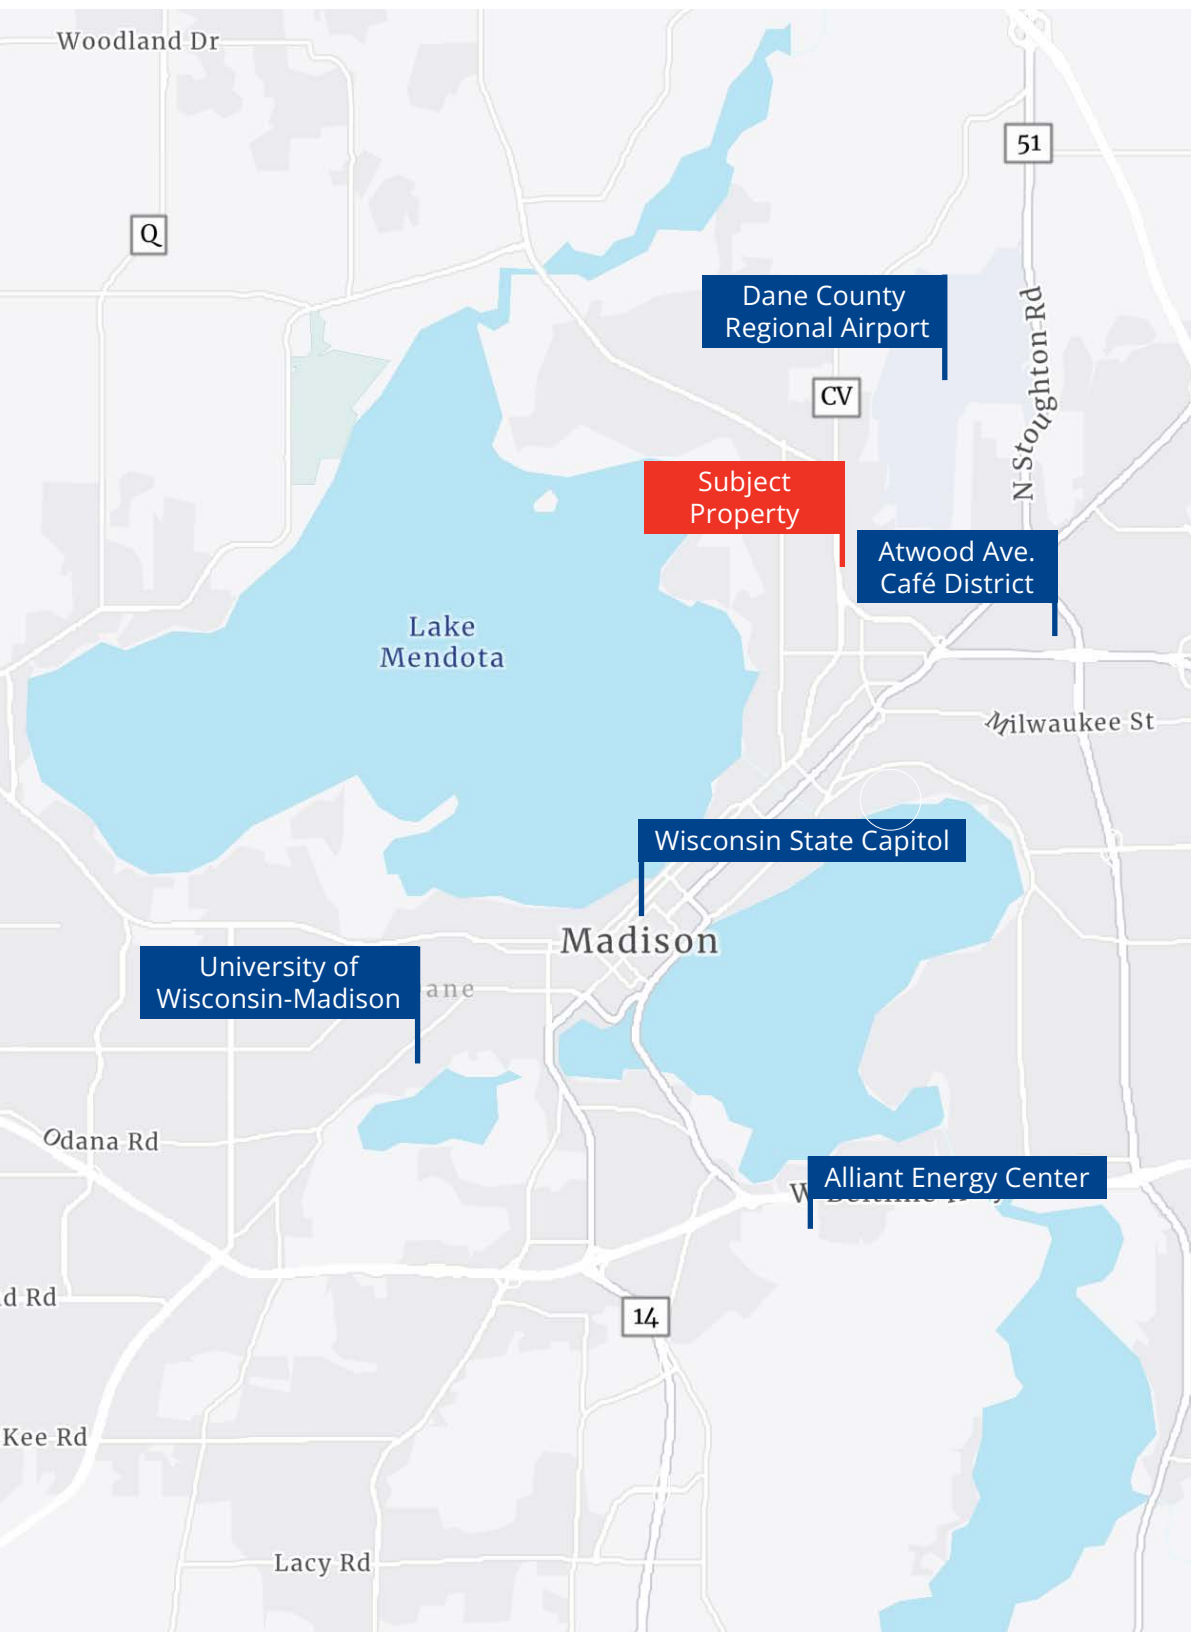 Woodland Dr
51
Q
Dane County
Regional Airport
N Stoughton Rd
CV
Subject
Property
Atwood Ave.
Café District
Lake
Mendota
Milwaukee St
Wisconsin State Capitol
Madison
University of
Wisconsin-Madison
ane
Odana Rd
Alliant Energy Center
W
d Rd
14
Kee Rd
Lacy Rd